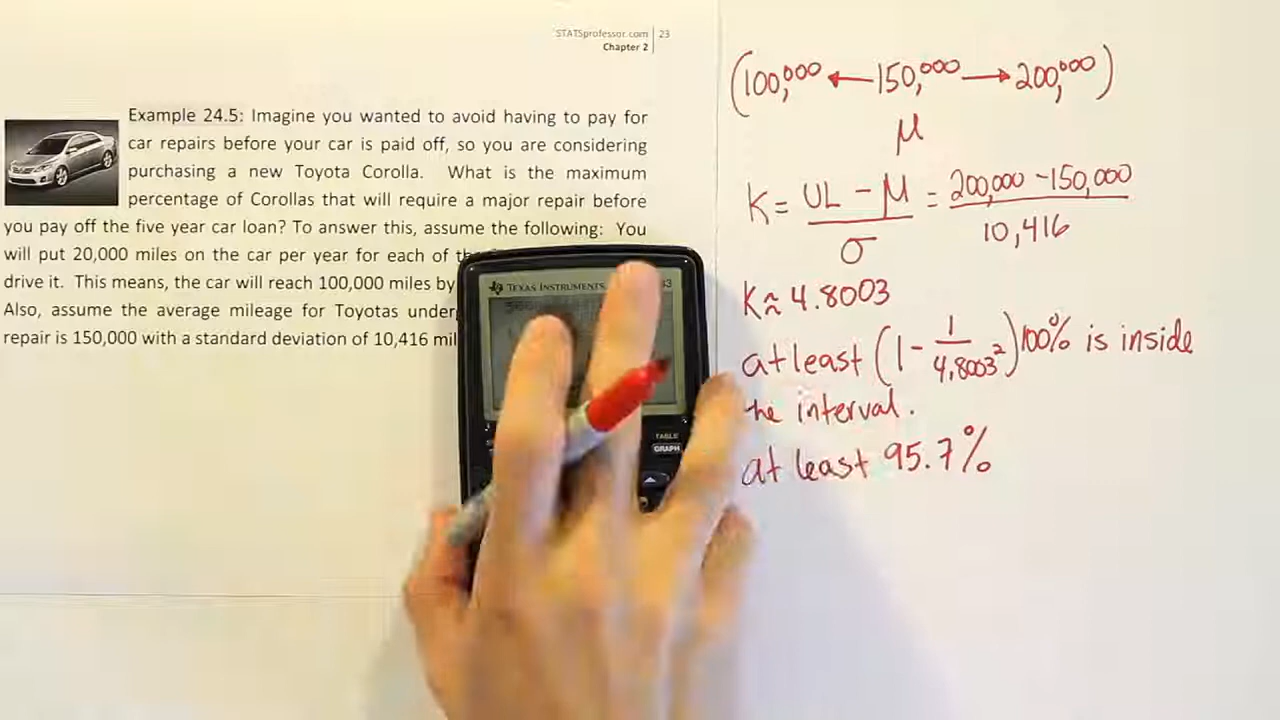 STATSprofessor.com 23
Chapter 2
Example 24.5: Imagine you wanted to avoid having to pay for
car repairs before your car is paid off, so you are considering
purchasing a new Toyota Corolla. What is the maximum
percentage of Corollas that will require a major repair before
you pay off the five year car loan? To answer this, assume the following: You
will put 20,000 miles on the car per year for each of
drive it. This means, the car will reach 100,000 miles by
Also, assume the average mileage for Toyotas
repair is 150,000 with a standard deviation of 10,416
TEXAS INSTRUMENTS
TABLE
GRAPH
(100,000 ← 150,000 → 200,000)
μ
K = UL - μ / σ = 200,000 - 150,000 / 10,416
K ≈ 4.8003
at least (1 - 1/4.8003²)100% is inside
the interval.
at least 95.7%